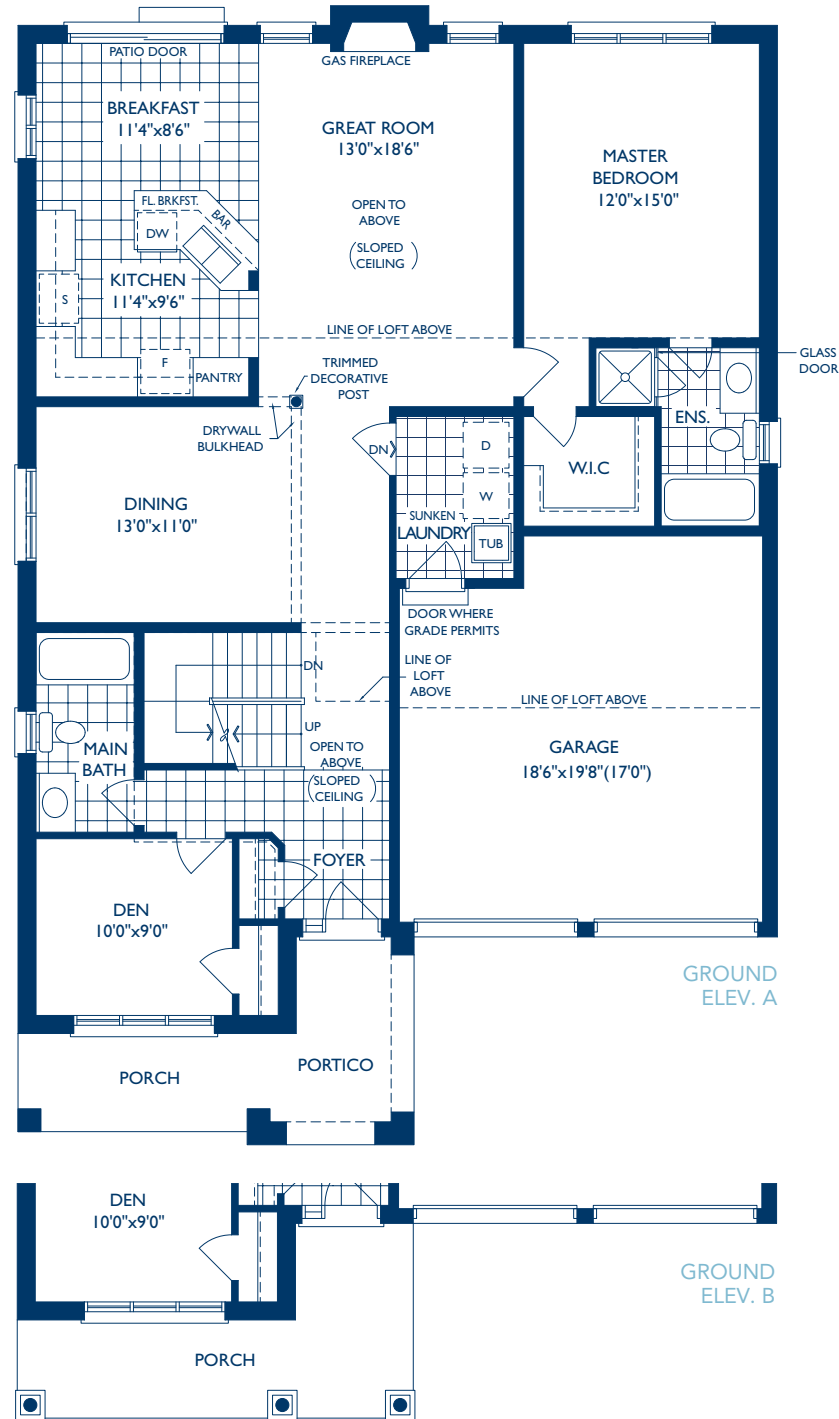 PATIO DOOR
GAS FIREPLACE
BREAKFAST
11'4"x8'6"
GREAT ROOM
13'0"x18'6"
MASTER
BEDROOM
12'0"x15'0"
FL. BRKFST.
BAR
DW
OPEN TO
ABOVE
(SLOPED
CEILING)
KITCHEN
11'4"x9'6"
S
LINE OF LOFT ABOVE
GLASS
DOOR
F
PANTRY
TRIMMED
DECORATIVE
POST
DRYWALL
BULKHEAD
ENS.
DN
D
W.I.C
W
DINING
13'0"x11'0"
SUNKEN
LAUNDRY
TUB
DOOR WHERE
GRADE PERMITS
DN
LINE OF
LOFT
ABOVE
LINE OF LOFT ABOVE
UP
MAIN
BATH
OPEN TO
ABOVE
(SLOPED
CEILING)
GARAGE
18'6"x19'8"(17'0")
FOYER
DEN
10'0"x9'0"
GROUND
ELEV. A
PORCH
PORTICO
DEN
10'0"x9'0"
GROUND
ELEV. B
PORCH